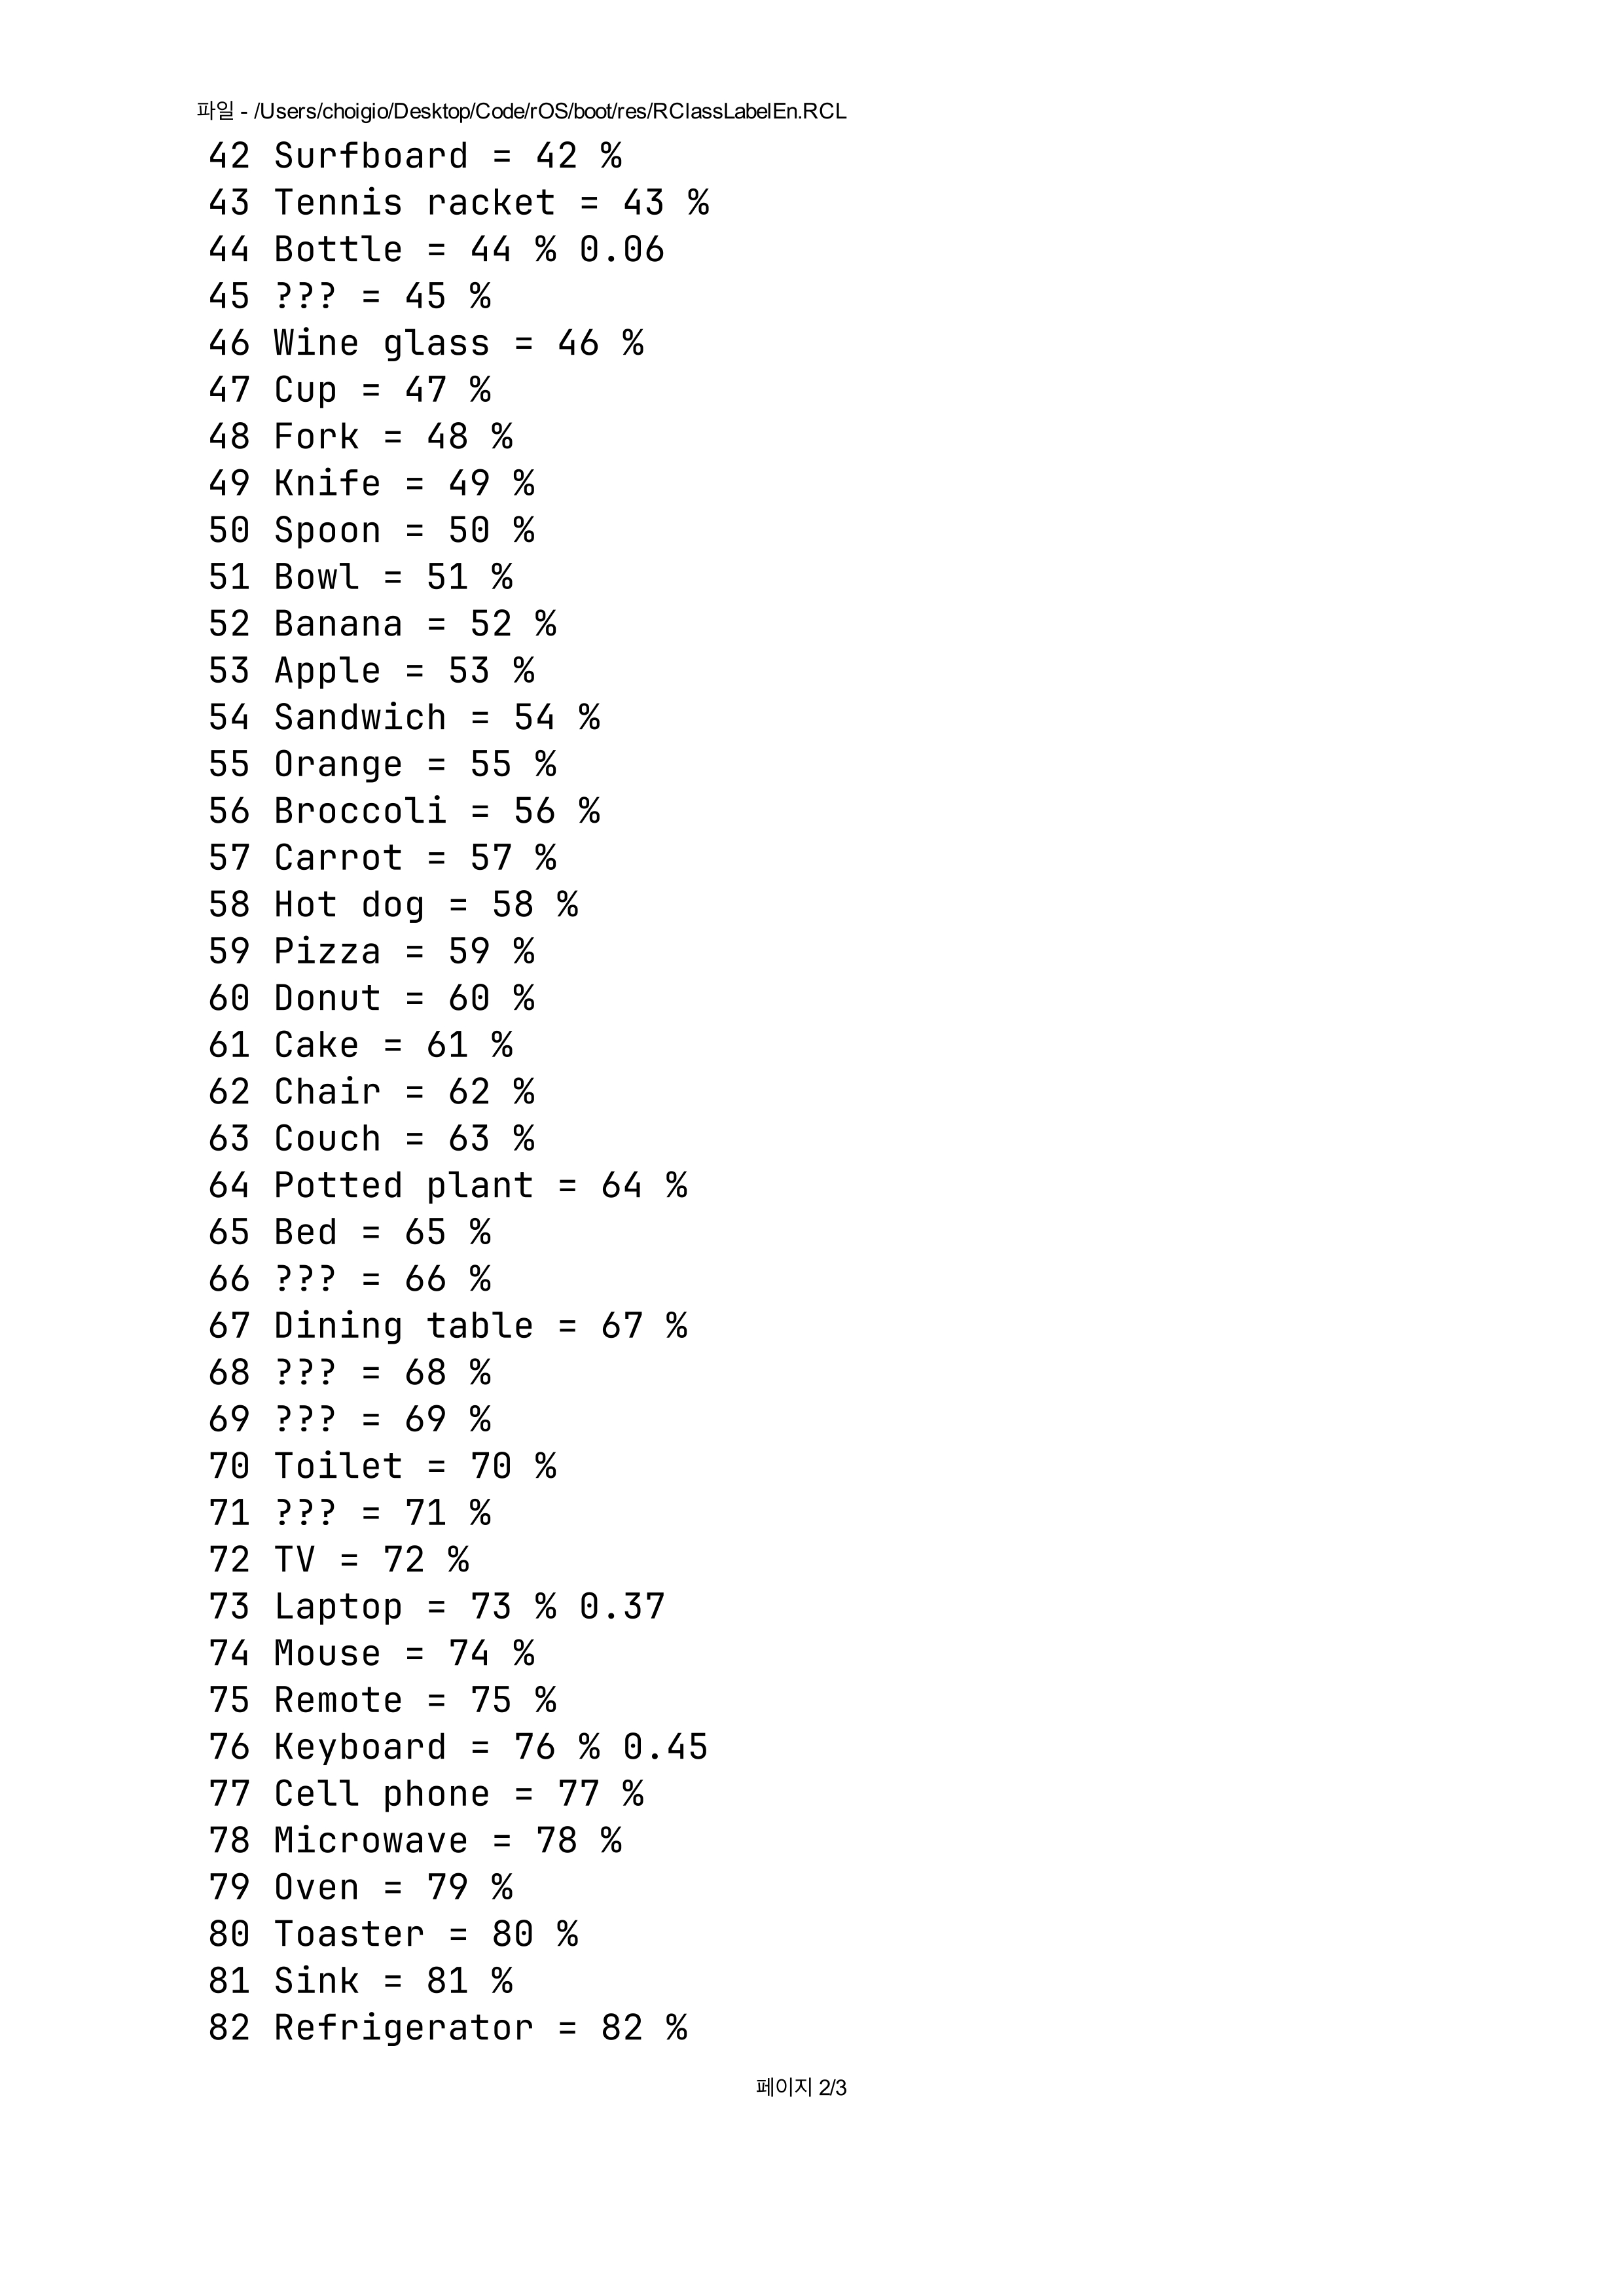 파일 - /Users/choigio/Desktop/Code/rOS/boot/res/RClassLabelEn.RCL
42 Surfboard = 42 %
43 Tennis racket = 43 %
44 Bottle = 44 % 0.06
45 ??? = 45 %
46 Wine glass = 46 %
47 Cup = 47 %
48 Fork = 48 %
49 Knife = 49 %
50 Spoon = 50 %
51 Bowl = 51 %
52 Banana = 52 %
53 Apple = 53 %
54 Sandwich = 54 %
55 Orange = 55 %
56 Broccoli = 56 %
57 Carrot = 57 %
58 Hot dog = 58 %
59 Pizza = 59 %
60 Donut = 60 %
61 Cake = 61 %
62 Chair = 62 %
63 Couch = 63 %
64 Potted plant = 64 %
65 Bed = 65 %
66 ??? = 66 %
67 Dining table = 67 %
68 ??? = 68 %
69 ??? = 69 %
70 Toilet = 70 %
71 ??? = 71 %
72 TV = 72 %
73 Laptop = 73 % 0.37
74 Mouse = 74 %
75 Remote = 75 %
76 Keyboard = 76 % 0.45
77 Cell phone = 77 %
78 Microwave = 78 %
79 Oven = 79 %
80 Toaster = 80 %
81 Sink = 81 %
82 Refrigerator = 82 %
페이지 2/3